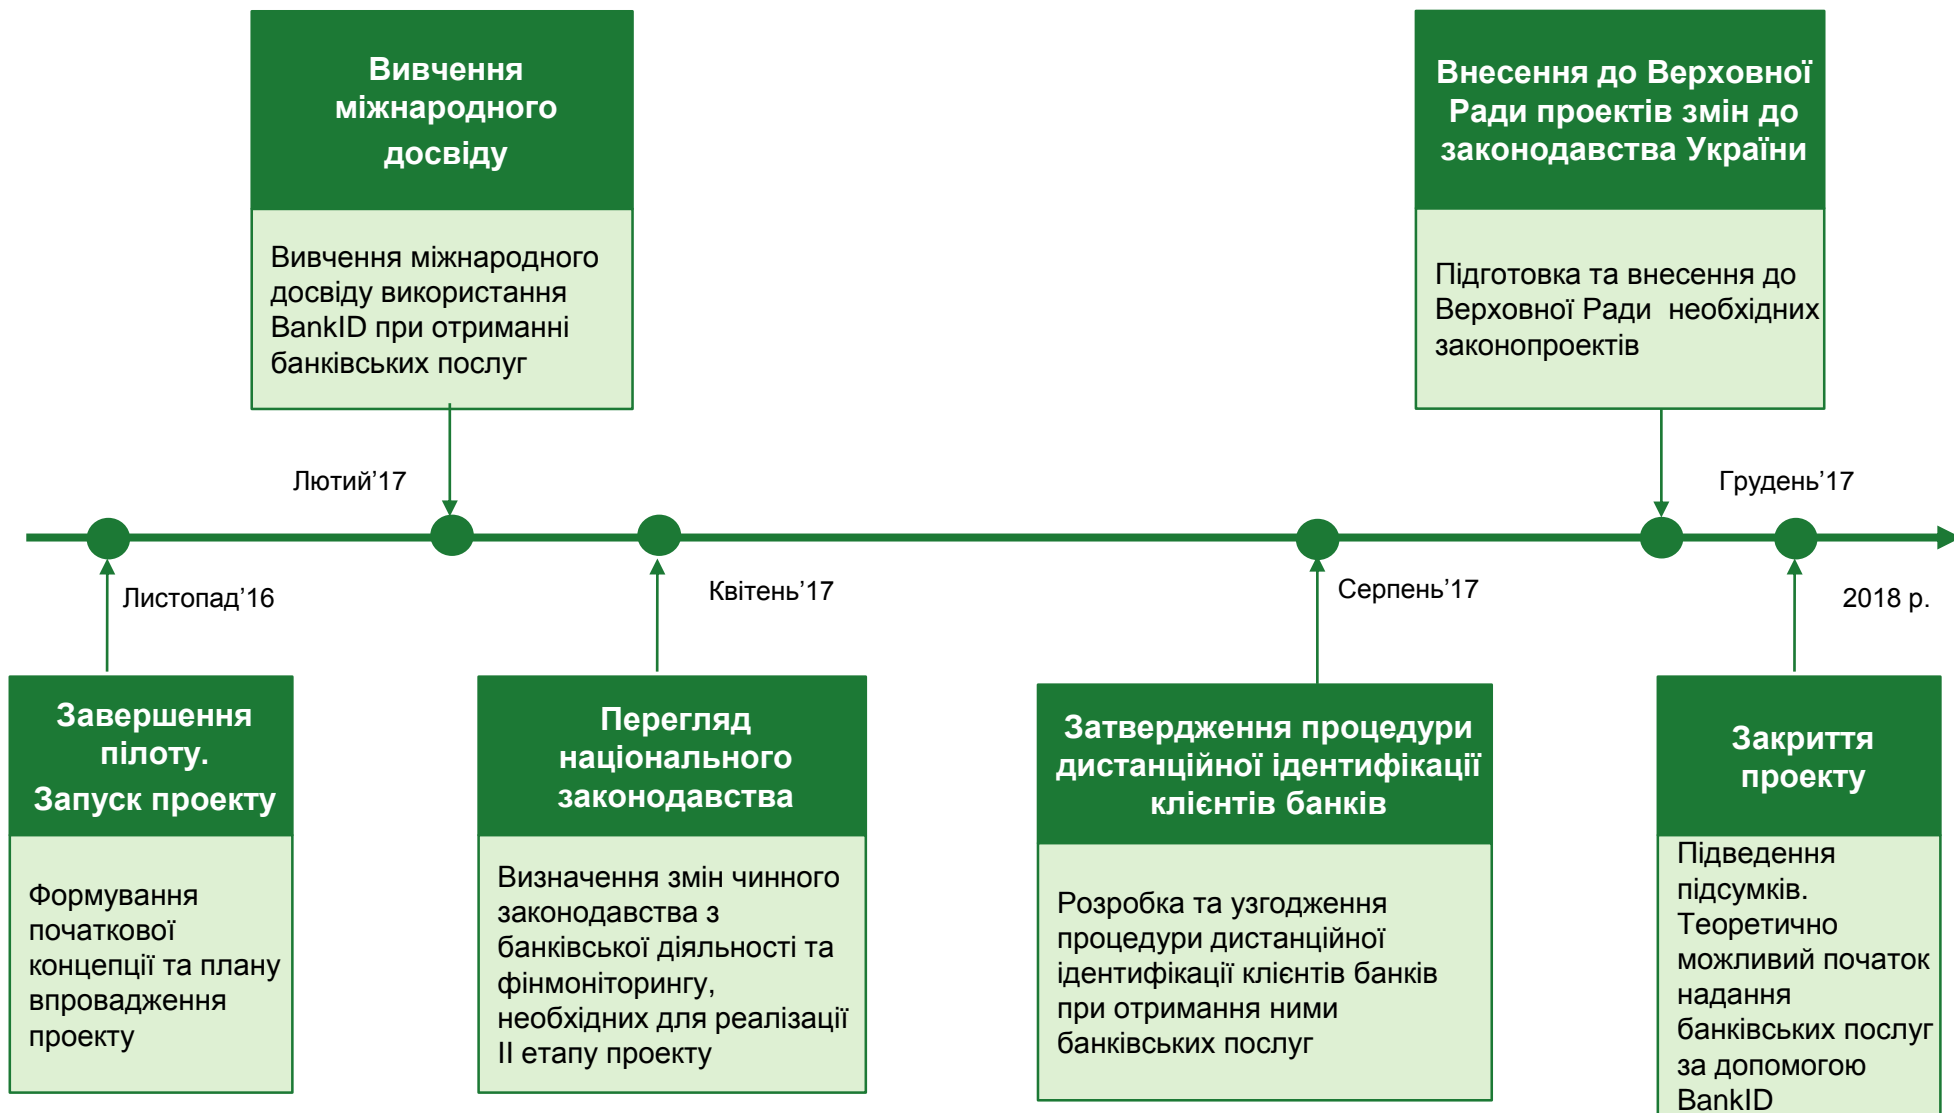 Вивчення
міжнародного
досвіду
Вивчення міжнародного
досвіду використання
BankID при отриманні
банківських послуг
Внесення до Верховної
Ради проектів змін до
законодавства України
Підготовка та внесення до
Верховної Ради  необхідних
законопроектів
Лютий’17
Грудень’17
Листопад’16
Квітень’17
Серпень’17
2018 р.
Завершення
пілоту.
Запуск проекту
Формування
початкової
концепції та плану
впровадження
проекту
Перегляд
національного
законодавства
Визначення змін чинного
законодавства з
банківської діяльності та
фінмоніторингу,
необхідних для реалізації
II етапу проекту
Затвердження процедури
дистанційної ідентифікації
клієнтів банків
Розробка та узгодження
процедури дистанційної
ідентифікації клієнтів банків
при отримання ними
банківських послуг
Закриття
проекту
Підведення
підсумків.
Теоретично
можливий початок
надання
банківських послуг
за допомогою
BankID